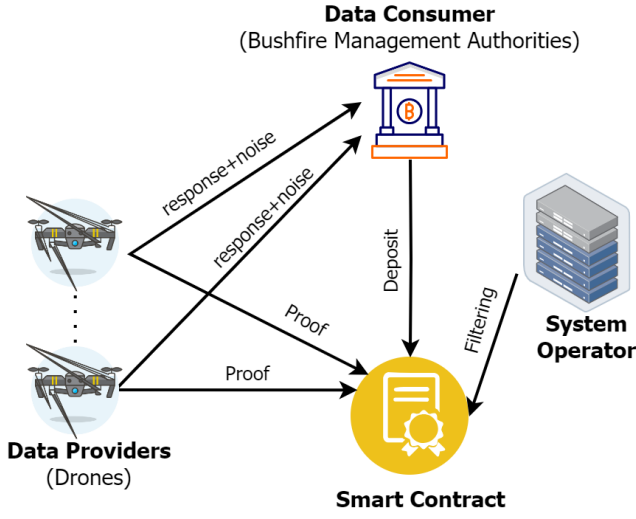 Data Consumer
(Bushfire Management Authorities)
response+noise
response+noise
Deposit
Proof
Filtering
System
Operator
Proof
Data Providers
(Drones)
Smart Contract